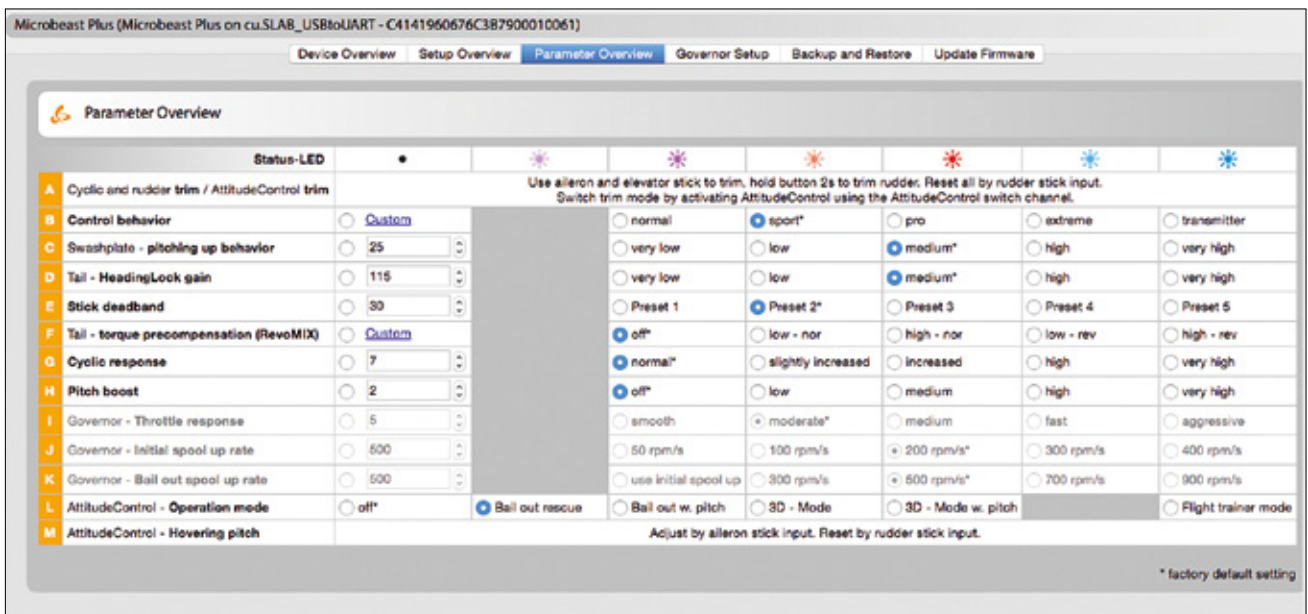 Microbeast Plus (Microbeast Plus on cu.SLAB_USBtoUART - C4141960676C3B7900010061)
Device Overview Setup Overview Parameter Overview Governor Setup Backup and Restore Update Firmware
Parameter Overview
Status-LED
A Cyclic and rudder trim / AttitudeControl trim Use aileron and elevator stick to trim, hold button 2s to trim rudder. Reset all by rudder stick input.
Switch trim mode by activating AttitudeControl using the AttitudeControl switch channel.
B Control behavior Custom normal sport* pro extreme transmitter
C Swashplate - pitching up behavior 25 very low low medium* high very high
D Tail - HeadingLock gain 115 very low low medium* high very high
E Stick deadband 30 Preset 1 Preset 2* Preset 3 Preset 4 Preset 5
F Tail - torque precompensation (RevoMIX) Custom off* low - nor high - nor low - rev high - rev
G Cyclic response 7 normal* slightly increased increased high very high
H Pitch boost 2 off* low medium high very high
I Governor - Throttle response 5 smooth moderate* medium fast aggressive
J Governor - Initial spool up rate 500 50 rpm/s 100 rpm/s 200 rpm/s* 300 rpm/s 400 rpm/s
K Governor - Bail out spool up rate 500 use initial spool up 300 rpm/s 500 rpm/s* 700 rpm/s 900 rpm/s
L AttitudeControl - Operation mode off* Bail out rescue Bail out w. pitch 3D - Mode 3D - Mode w. pitch Flight trainer mode
M AttitudeControl - Hovering pitch Adjust by aileron stick input. Reset by rudder stick input.
* factory default setting